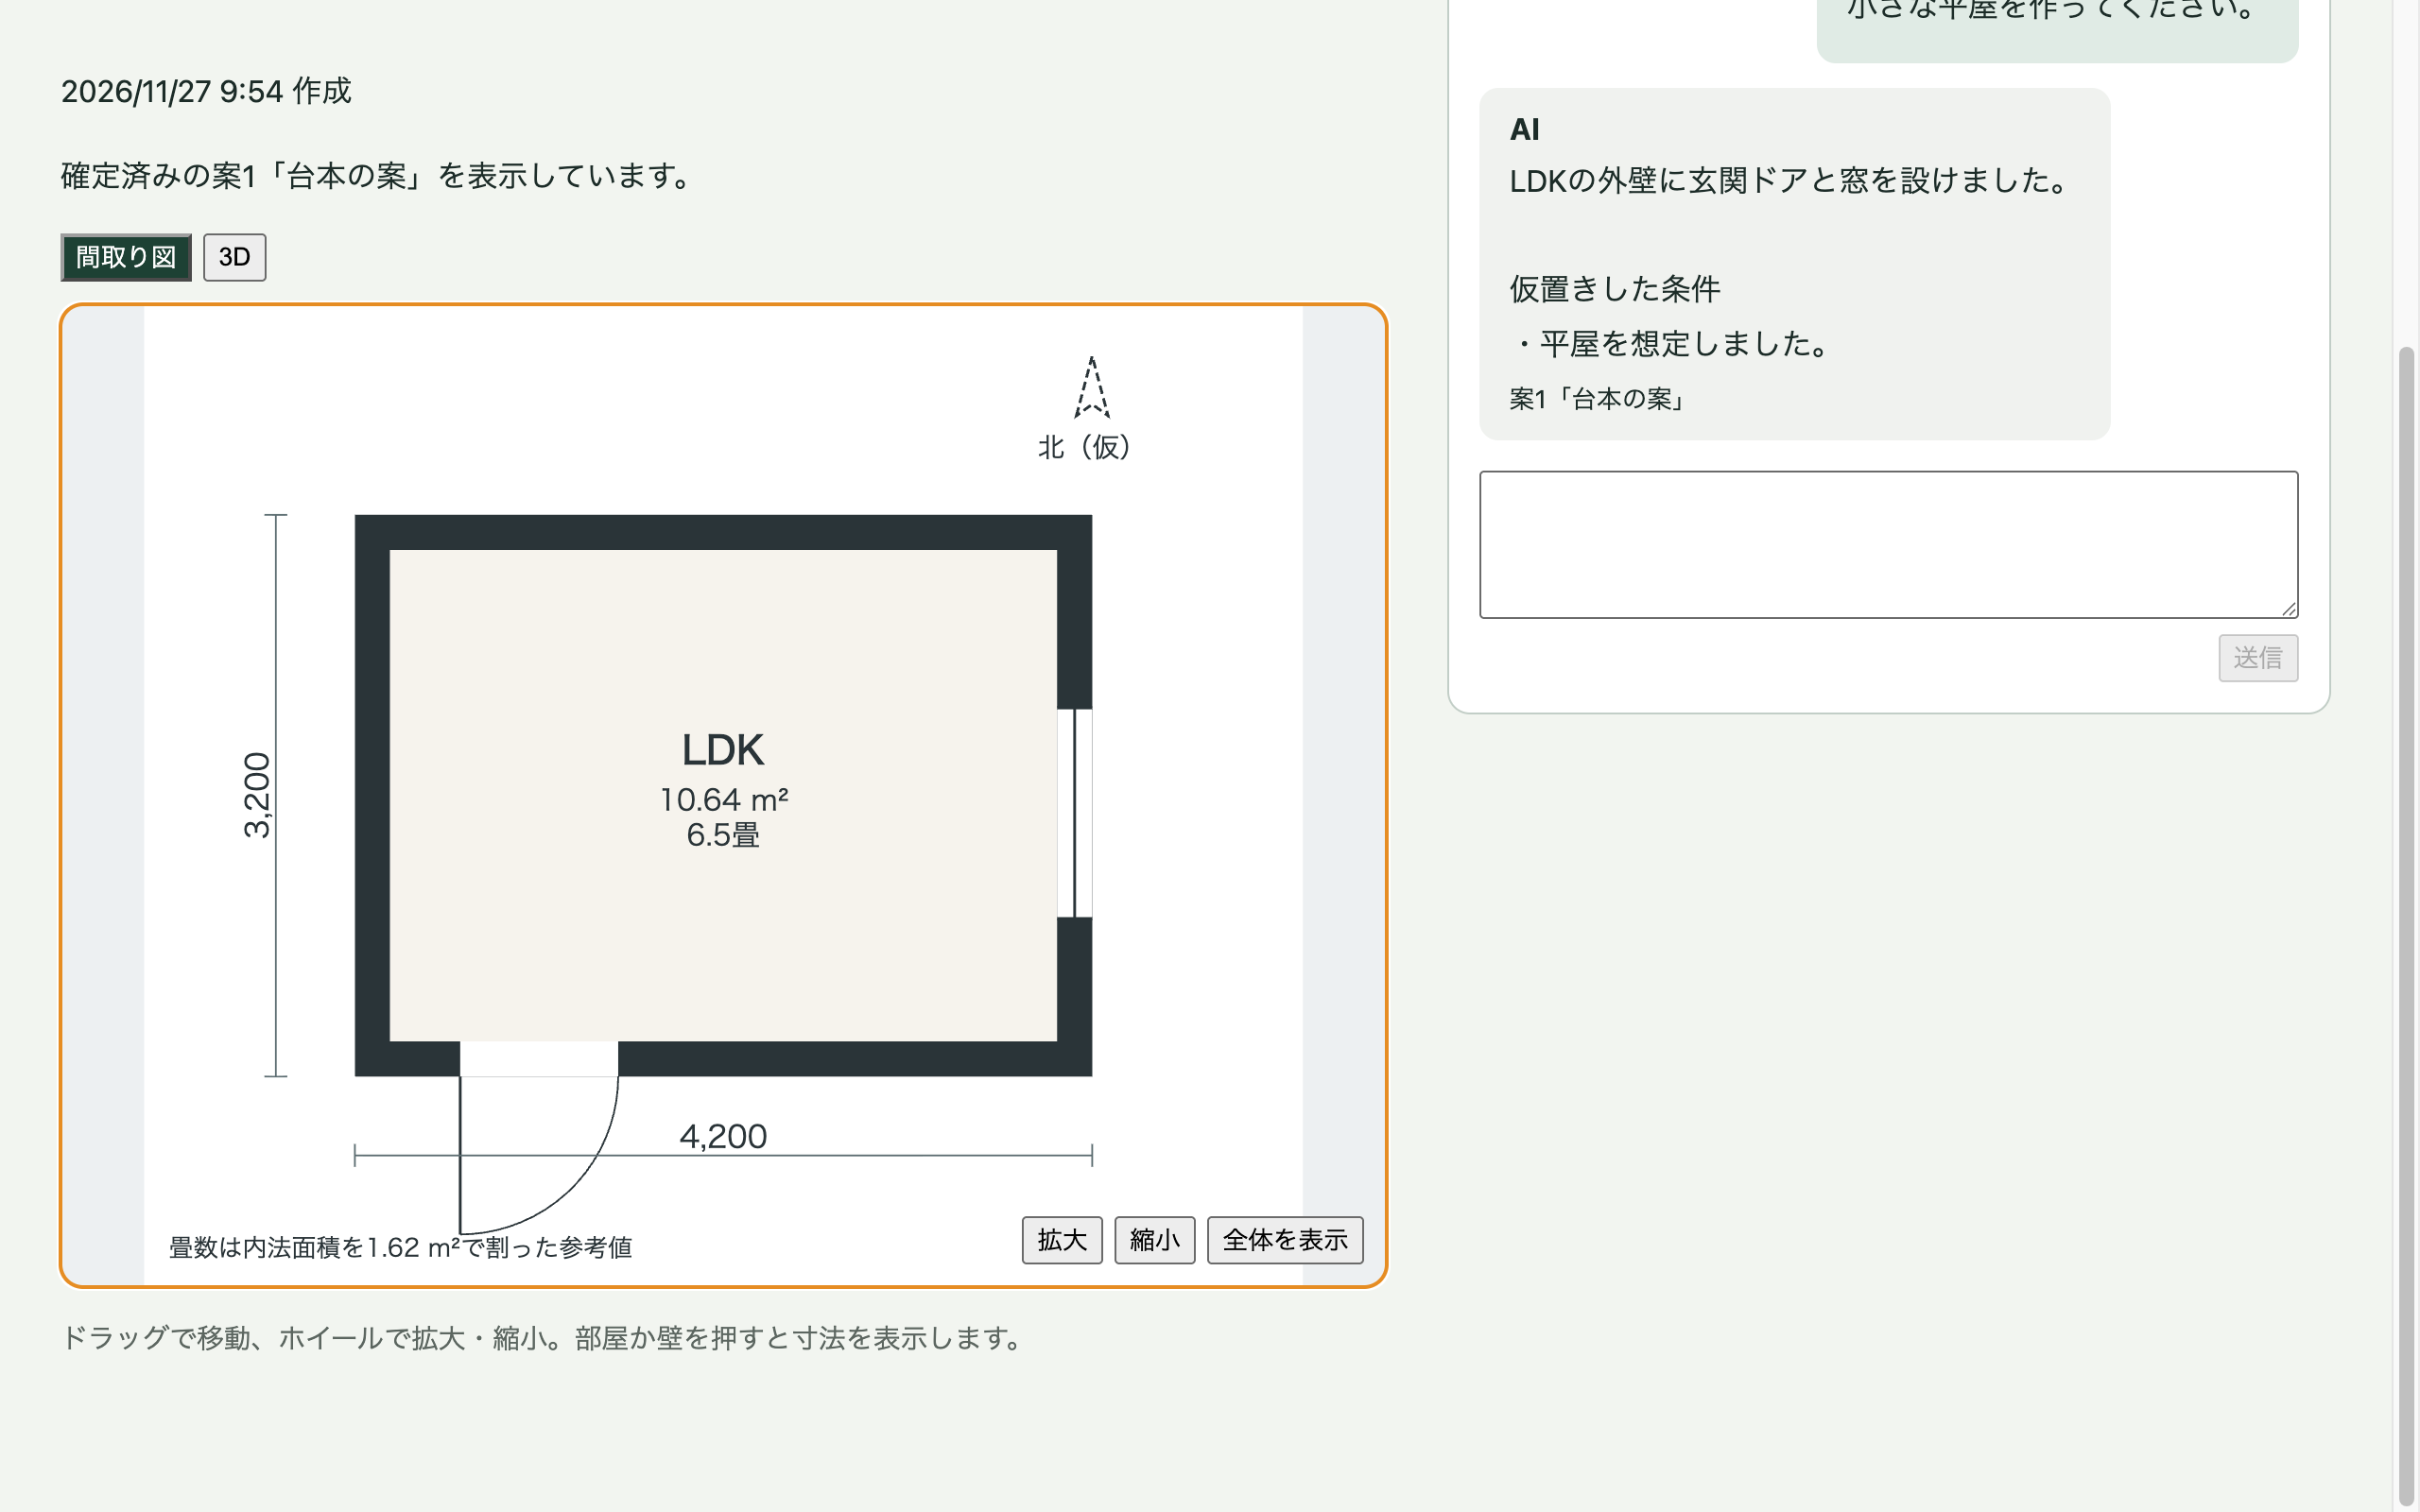 2026/11/27 9:54 作成
確定済みの案1「台本の案」を表示しています。
間取り図
3D
北（仮）
3,200
LDK
10.64 m²
6.5畳
4,200
畳数は内法面積を1.62 m²で割った参考値
拡大
縮小
全体を表示
ドラッグで移動、ホイールで拡大・縮小。部屋か壁を押すと寸法を表示します。
小さな平屋を作ってください。
AI
LDKの外壁に玄関ドアと窓を設けました。
仮置きした条件
・平屋を想定しました。
案1「台本の案」
送信